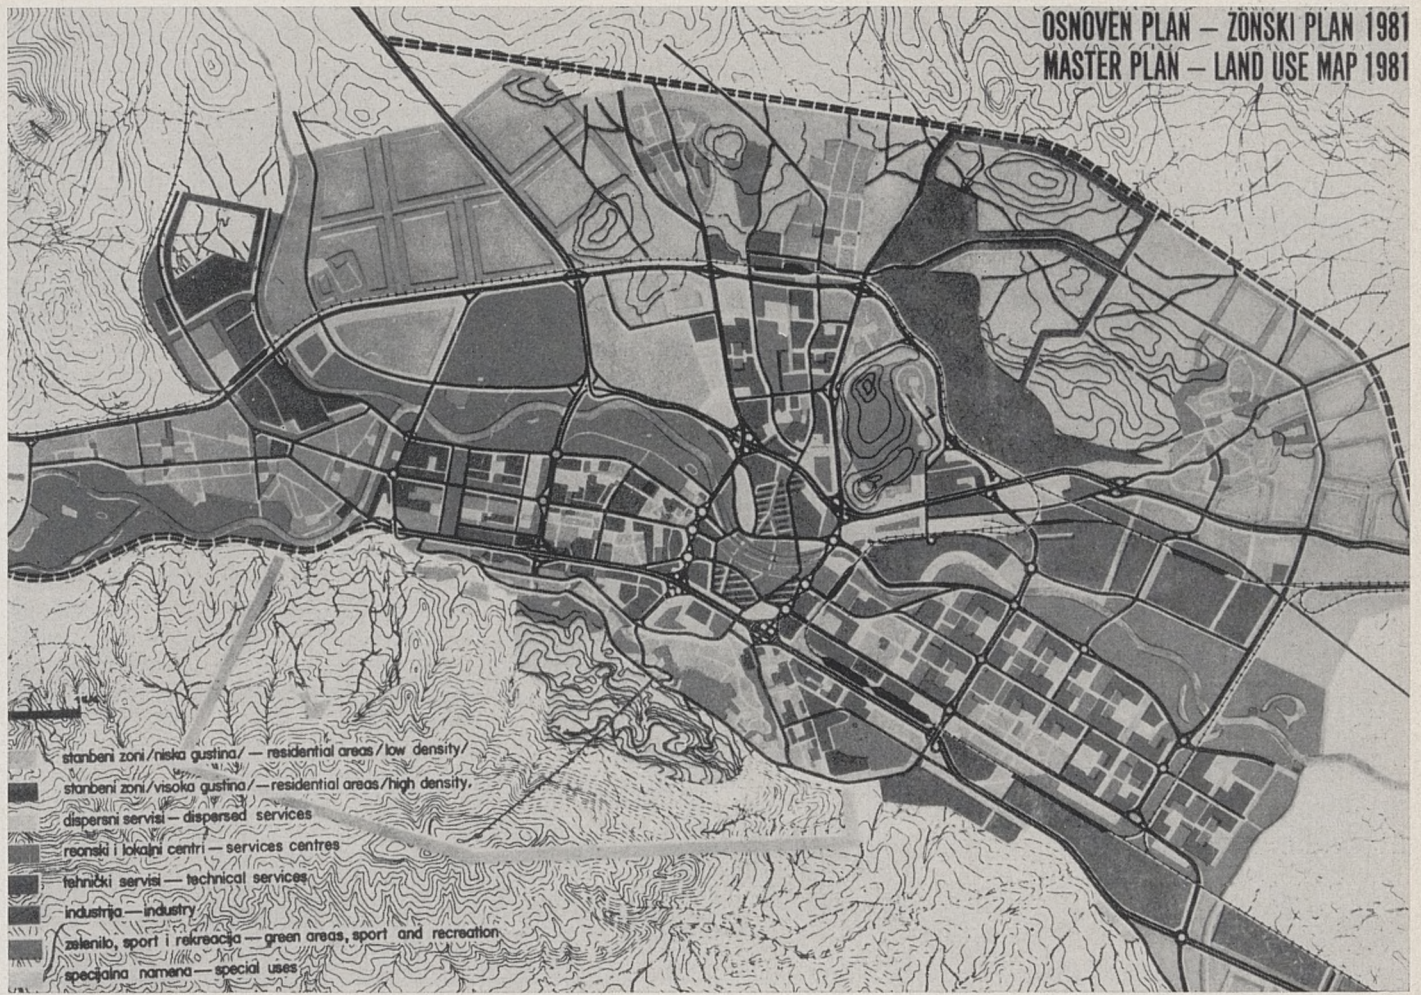 OSNOVEN PLAN – ZONSKI PLAN 1981
MASTER PLAN – LAND USE MAP 1981
stanbeni zoni/niska gustina/ — residential areas/low density/
stanbeni zoni/visoka gustina/ — residential areas/high density.
dispersni servisi — dispersed services
reonski i lokalni centri — services centres
tehnički servisi — technical services
industrija — industry
zelenilo, sport i rekreacija — green areas, sport and recreation
specijalna namena — special uses